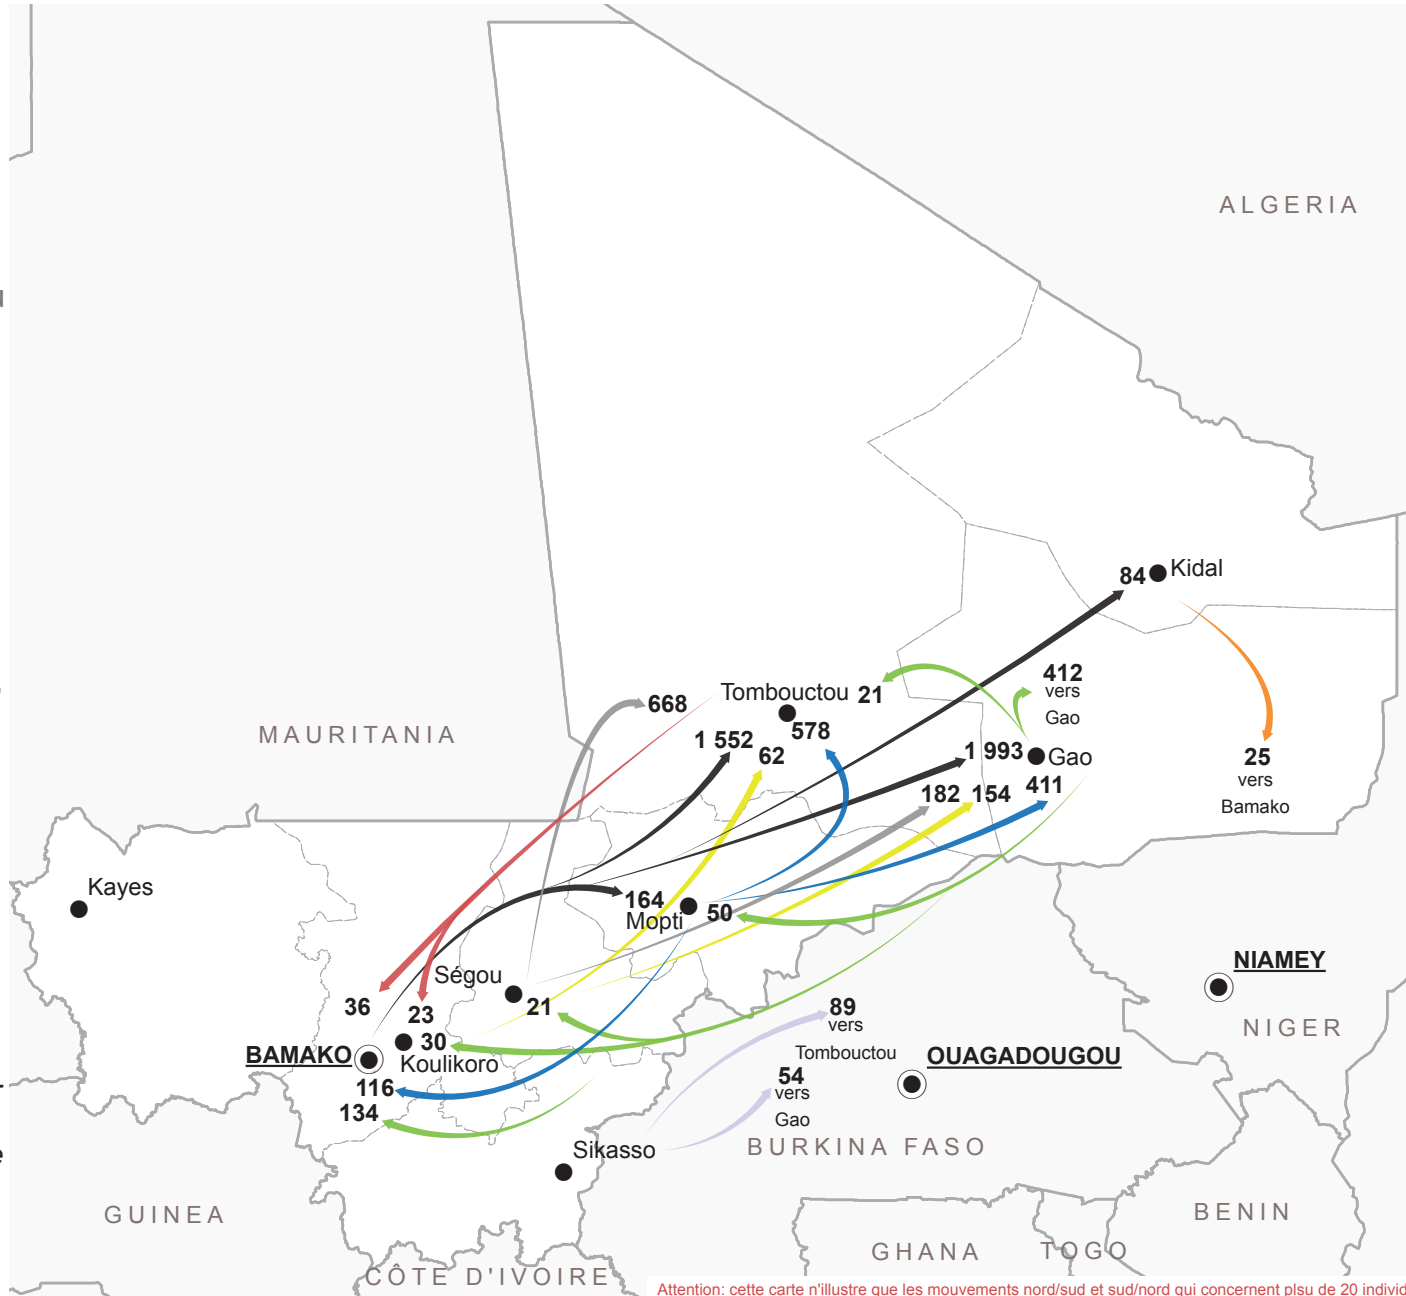 ALGERIA
84
Kidal
412
vers
Gao
Tombouctou
21
668
MAURITANIA
578
1 552
62
1 993
Gao
25
vers
Bamako
182
154
411
Kayes
164
Mopti
50
NIAMEY
Ségou
36
23
21
89
vers
Tombouctou
NIGER
30
BAMAKO
Koulikoro
OUAGADOUGOU
116
54
vers
Gao
134
Sikasso
BURKINA FASO
GUINEA
BENIN
GHANA
TOGO
CÔTE D'IVOIRE
Attention: cette carte n'illustre que les mouvements nord/sud et sud/nord qui concernent plsu de 20 individ